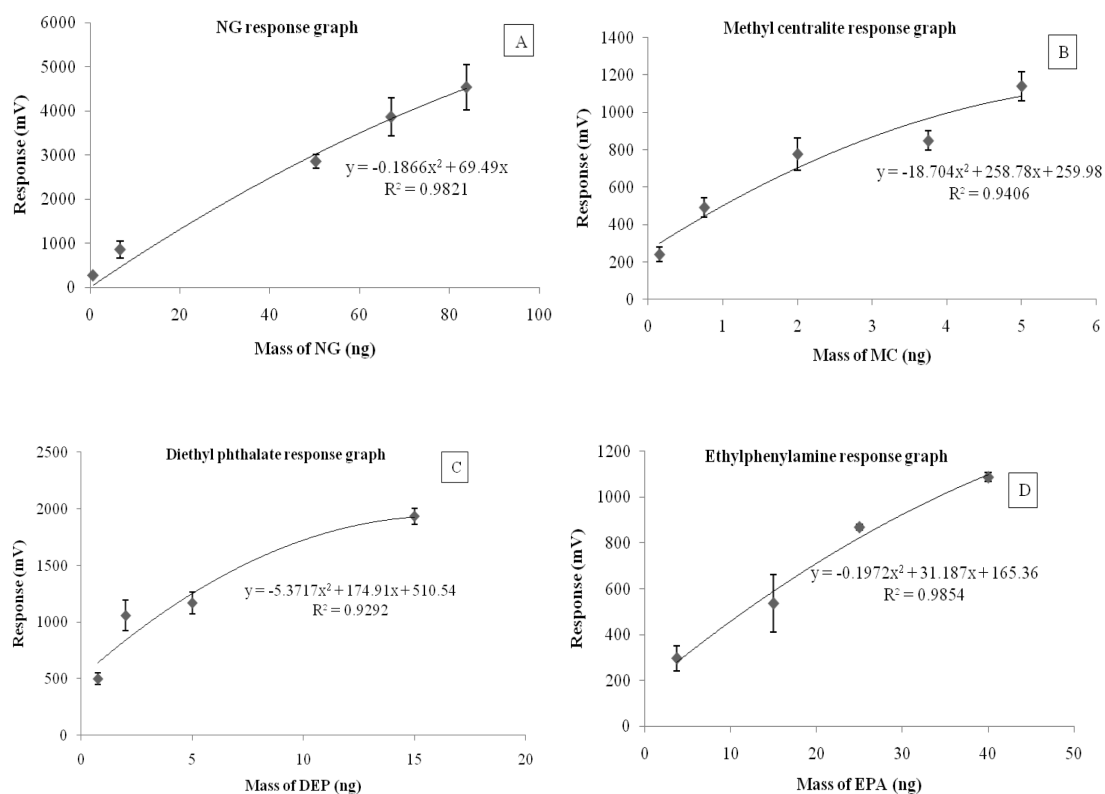 NG response graph
A
6000
5000
4000
3000
2000
1000
0
Response (mV)
y = -0.1866x² + 69.49x
R² = 0.9821
0 20 40 60 80 100
Mass of NG (ng)
Methyl centralite response graph
B
1400
1200
1000
800
600
400
200
0
Response (mV)
y = -18.704x² + 258.78x + 259.98
R² = 0.9406
0 1 2 3 4 5 6
Mass of MC (ng)
Diethyl phthalate response graph
C
2500
2000
1500
1000
500
0
Response (mV)
y = -5.3717x² + 174.91x + 510.54
R² = 0.9292
0 5 10 15 20
Mass of DEP (ng)
Ethylphenylamine response graph
D
1200
1000
800
600
400
200
0
Response (mV)
y = -0.1972x² + 31.187x + 165.36
R² = 0.9854
0 10 20 30 40 50
Mass of EPA (ng)